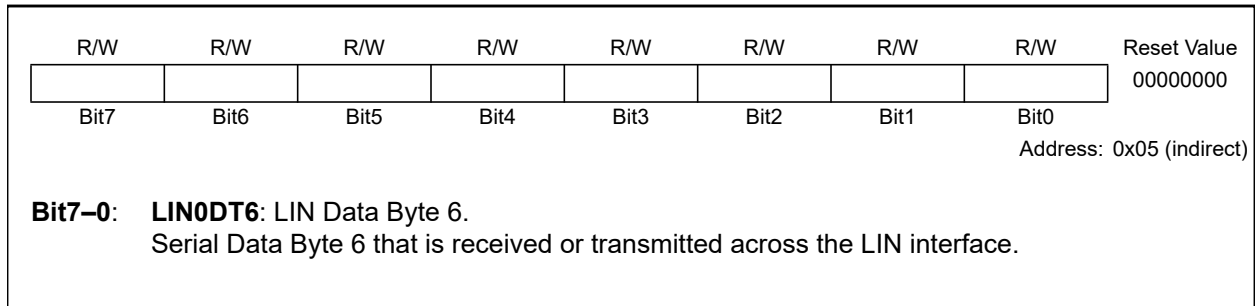 R/W R/W R/W R/W R/W R/W R/W R/W Reset Value
00000000
Bit7 Bit6 Bit5 Bit4 Bit3 Bit2 Bit1 Bit0
Address: 0x05 (indirect)
Bit7–0: LIN0DT6: LIN Data Byte 6.
Serial Data Byte 6 that is received or transmitted across the LIN interface.